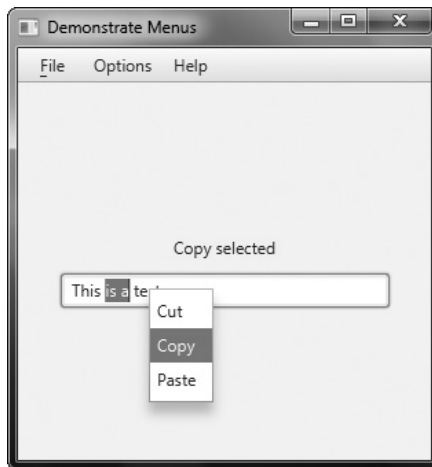 Demonstrate Menus
File Options Help
Copy selected
This is a te
Cut
Copy
Paste